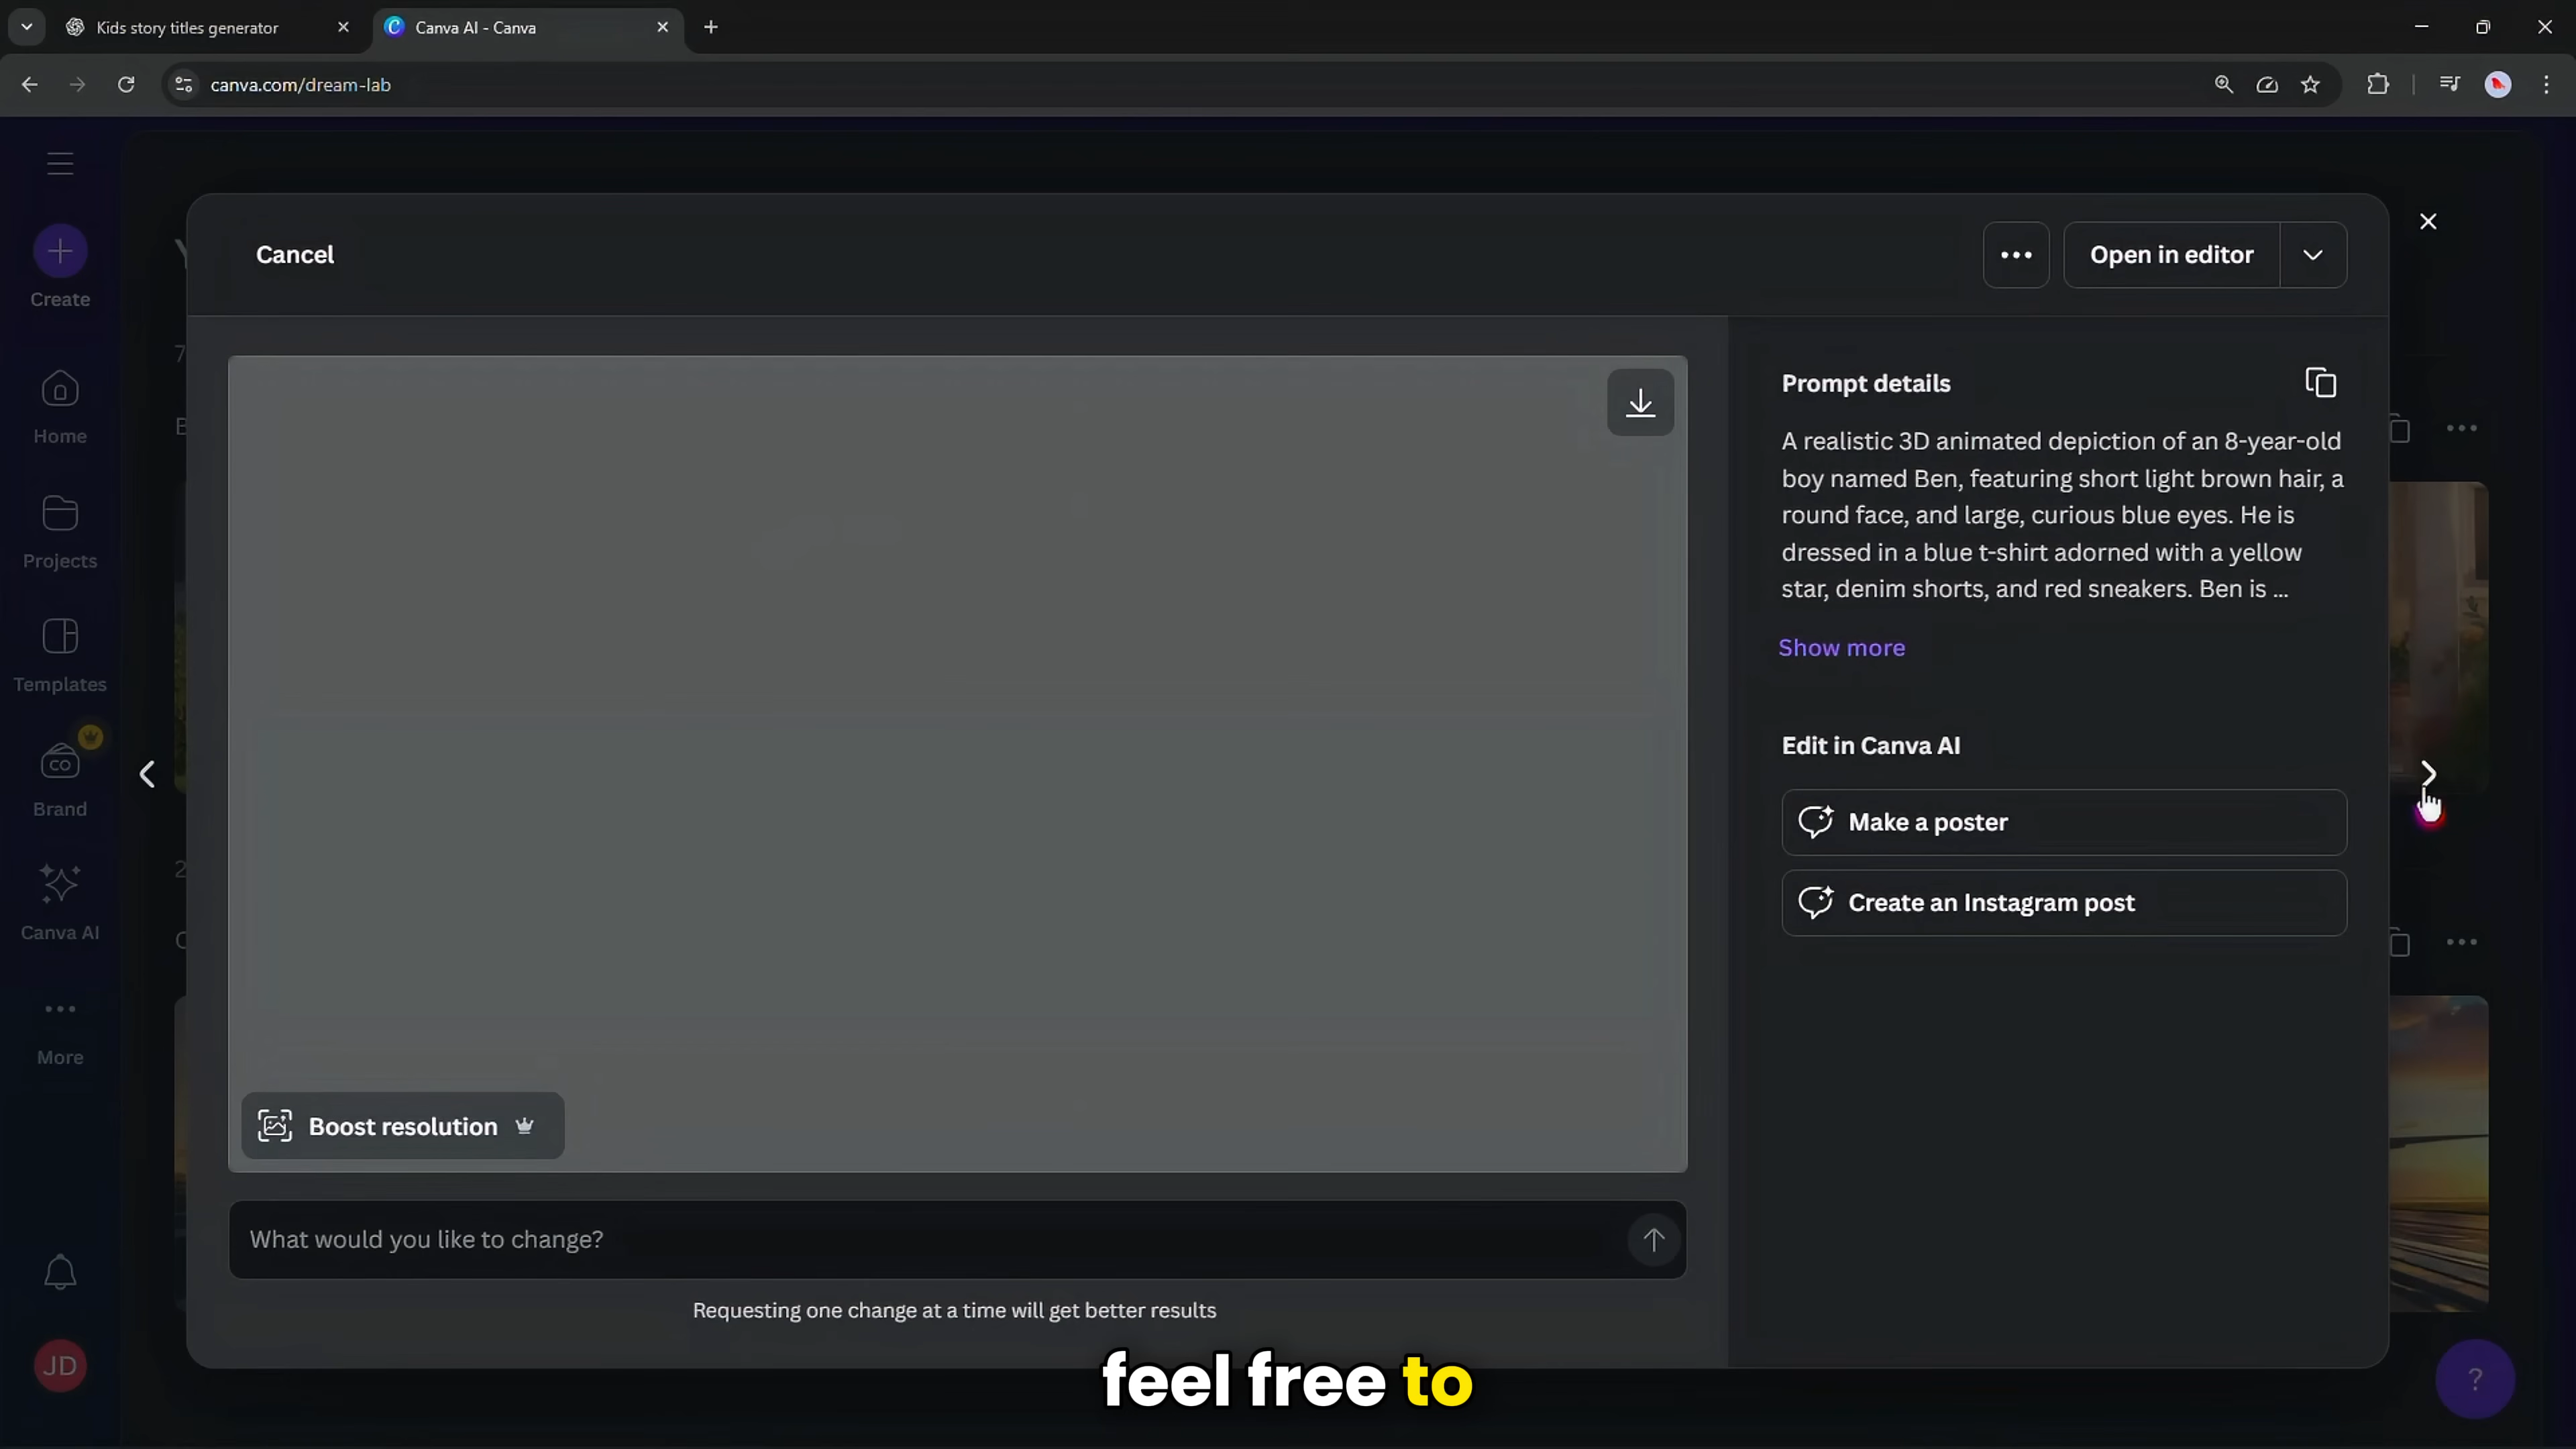 Kids story titles generator
Canva AI - Canva
canva.com/dream-lab
Create
Home
Projects
Templates
Brand
Canva AI
More
JD
Cancel
Open in editor
Boost resolution
What would you like to change?
Requesting one change at a time will get better results
Prompt details
A realistic 3D animated depiction of an 8-year-old
boy named Ben, featuring short light brown hair, a
round face, and large, curious blue eyes. He is
dressed in a blue t-shirt adorned with a yellow
star, denim shorts, and red sneakers. Ben is ...
Show more
Edit in Canva AI
Make a poster
Create an Instagram post
?
feel free to